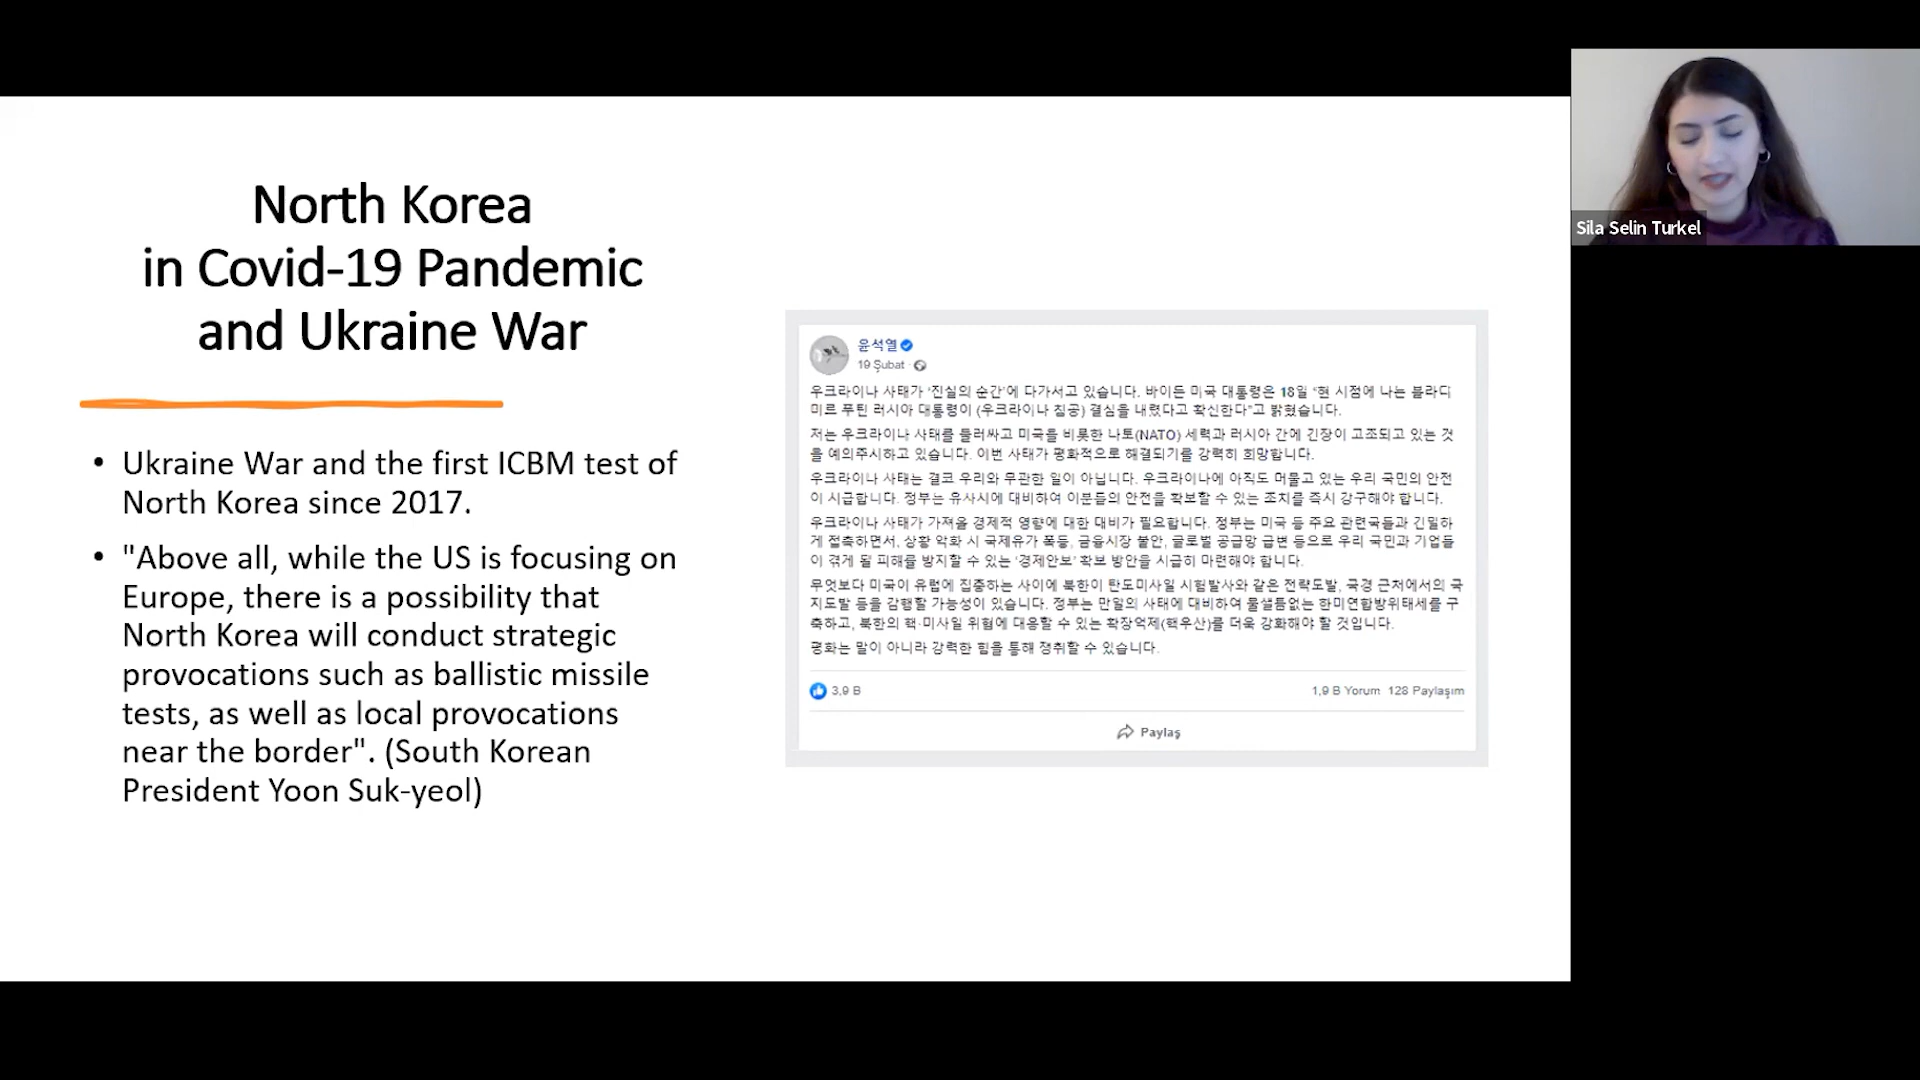 North Korea
in Covid-19 Pandemic
and Ukraine War
• Ukraine War and the first ICBM test of
North Korea since 2017.
• "Above all, while the US is focusing on
Europe, there is a possibility that
North Korea will conduct strategic
provocations such as ballistic missile
tests, as well as local provocations
near the border". (South Korean
President Yoon Suk-yeol)
윤석열
19 Şubat
우크라이나 사태가 '진실의 순간'에 다가서고 있습니다. 바이든 미국 대통령은 18일 "현 시점에 나는 블라디
미르 푸틴 러시아 대통령이 (우크라이나 침공) 결심을 내렸다고 확신한다"고 밝혔습니다.
저는 우크라이나 사태를 둘러싸고 미국을 비롯한 나토(NATO) 세력과 러시아 간에 긴장이 고조되고 있는 것
을 예의주시하고 있습니다. 이번 사태가 평화적으로 해결되기를 강력히 희망합니다.
우크라이나 사태는 결코 우리와 무관한 일이 아닙니다. 우크라이나에 아직도 머물고 있는 우리 국민의 안전
이 시급합니다. 정부는 유사시에 대비하여 이분들의 안전을 확보할 수 있는 조치를 즉시 강구해야 합니다.
우크라이나 사태가 가져올 경제적 영향에 대한 대비가 필요합니다. 정부는 미국 등 주요 관련국들과 긴밀하
게 접촉하면서, 상황 악화 시 국제유가 폭등, 금융시장 불안, 글로벌 공급망 급변 등으로 우리 국민과 기업들
이 겪게 될 피해를 방지할 수 있는 '경제안보' 확보 방안을 시급히 마련해야 합니다.
무엇보다 미국이 유럽에 집중하는 사이에 북한이 탄도미사일 시험발사와 같은 전략도발, 국경 근처에서의 국
지도발 등을 감행할 가능성이 있습니다. 정부는 만일의 사태에 대비하여 물샐틈없는 한미연합방위태세를 구
축하고, 북한의 핵·미사일 위협에 대응할 수 있는 확장억제(핵우산)를 더욱 강화해야 할 것입니다.
평화는 말이 아니라 강력한 힘을 통해 쟁취할 수 있습니다.
3,9 B
1,9 B Yorum 128 Paylaşım
Paylaş
Sila Selin Turkel